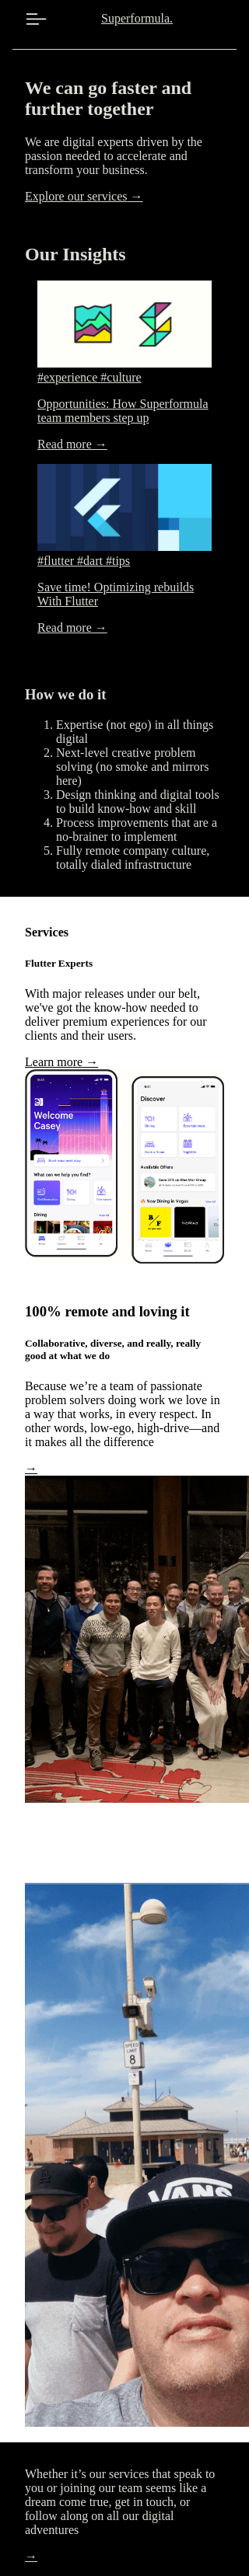 Superformula.
We can go faster and
further together
We are digital experts driven by the
passion needed to accelerate and
transform your business.
Explore our services →
Our Insights
#experience #culture
Opportunities: How Superformula
team members step up
Read more →
#flutter #dart #tips
Save time! Optimizing rebuilds
With Flutter
Read more →
How we do it
1. Expertise (not ego) in all things
digital
2. Next-level creative problem
solving (no smoke and mirrors
here)
3. Design thinking and digital tools
to build know-how and skill
4. Process improvements that are a
no-brainer to implement
5. Fully remote company culture,
totally dialed infrastructure
Services
Flutter Experts
With major releases under our belt,
we've got the know-how needed to
deliver premium experiences for our
clients and their users.
Learn more →
Welcome
Casey
What can we help you find?
Dining
Discover
Available Offers
Now Dining in Vegas
100% remote and loving it
Collaborative, diverse, and really, really
good at what we do
Because we’re a team of passionate
problem solvers doing work we love in
a way that works, in every respect. In
other words, low-ego, high-drive—and
it makes all the difference
→
SPEED
LIMIT
8
VANS
Whether it’s our services that speak to
you or joining our team seems like a
dream come true, get in touch, or
follow along on all our digital
adventures
→